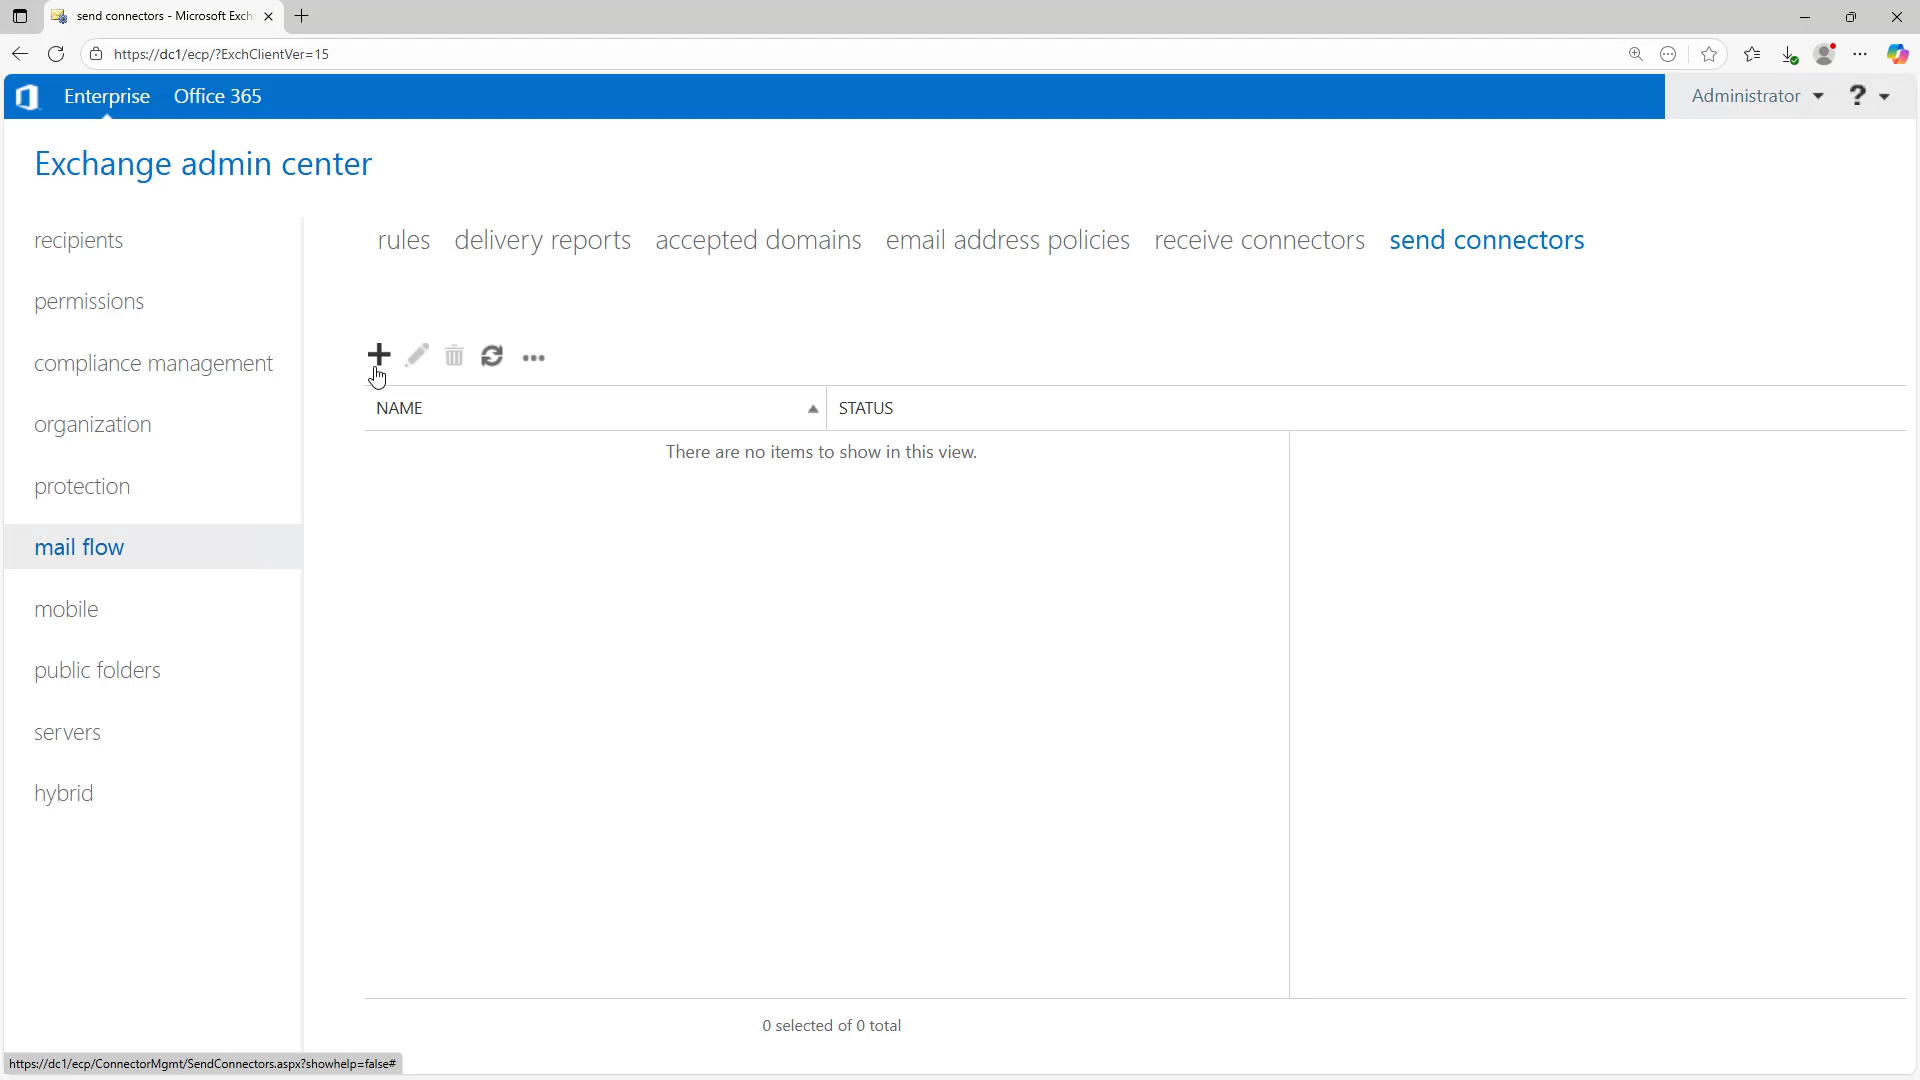 send connectors - Microsoft Exch
https://dc1/ecp/?ExchClientVer=15
Enterprise Office 365
Administrator ?
Exchange admin center
recipients
permissions
compliance management
organization
protection
mail flow
mobile
public folders
servers
hybrid
rules delivery reports accepted domains email address policies receive connectors send connectors
NAME STATUS
There are no items to show in this view.
0 selected of 0 total
https://dc1/ecp/ConnectorMgmt/SendConnectors.aspx?showhelp=false#